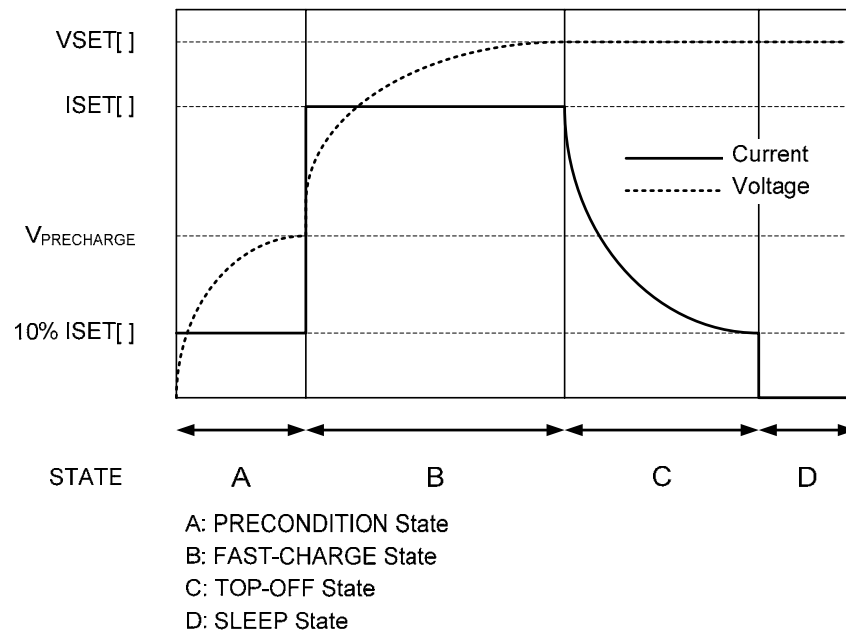 VSET[ ]
ISET[ ]
Current
Voltage
VPRECHARGE
10% ISET[ ]
STATE A B C D
A: PRECONDITION State
B: FAST-CHARGE State
C: TOP-OFF State
D: SLEEP State